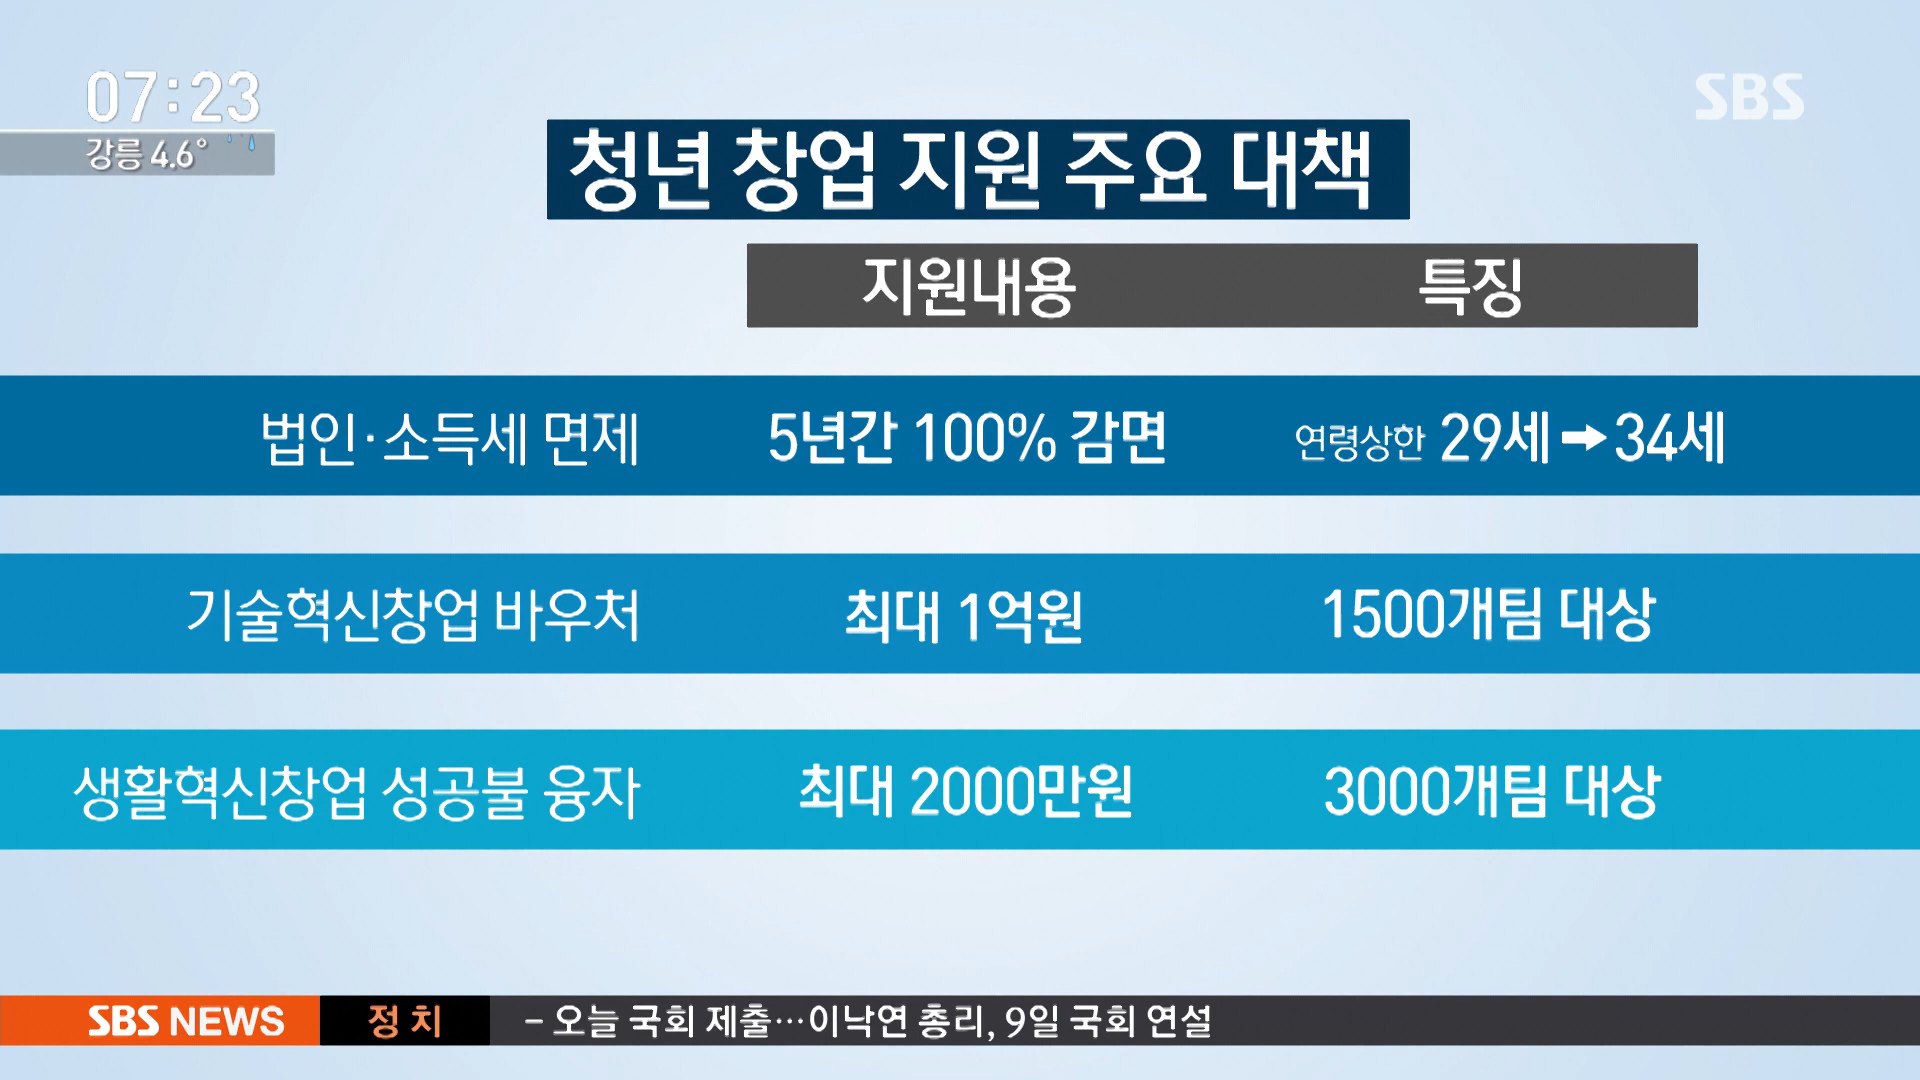 07:23
SBS
강릉 4.6°
청년 창업 지원 주요 대책
지원내용 특징
법인·소득세 면제 5년간 100% 감면 연령상한 29세➡34세
기술혁신창업 바우처 최대 1억원 1500개팀 대상
생활혁신창업 성공불 융자 최대 2000만원 3000개팀 대상
SBS NEWS 정치 - 오늘 국회 제출…이낙연 총리, 9일 국회 연설